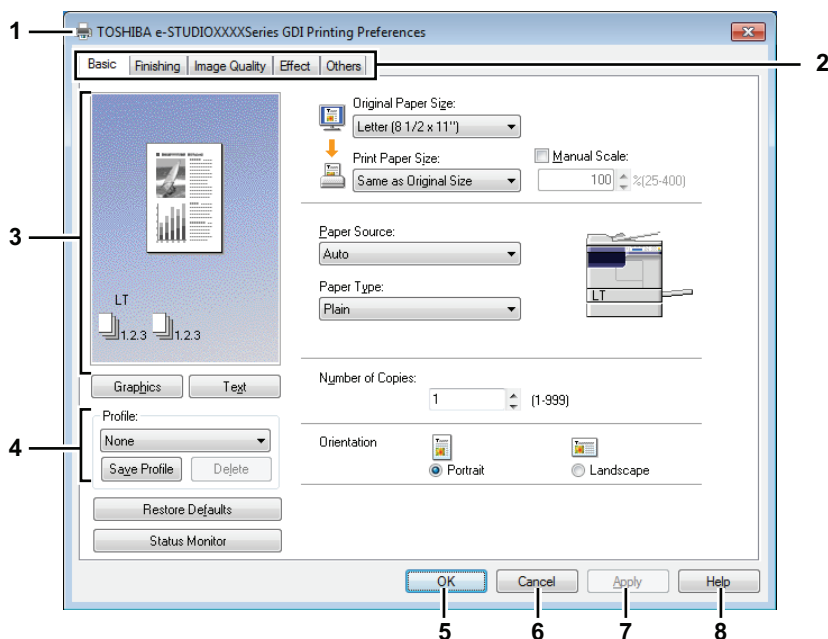 1
TOSHIBA e-STUDIOXXXXSeries GDI Printing Preferences
Basic Finishing Image Quality Effect Others
2
3
LT
1.2.3 1.2.3
Graphics Text
4
Profile:
None
Save Profile Delete
Restore Defaults
Status Monitor
Original Paper Size:
Letter (8 1/2 x 11")
Print Paper Size:
Same as Original Size
Manual Scale:
100 %(25-400)
Paper Source:
Auto
Paper Type:
Plain
LT
Number of Copies:
1 (1-999)
Orientation
Portrait Landscape
OK Cancel Apply Help
5 6 7 8